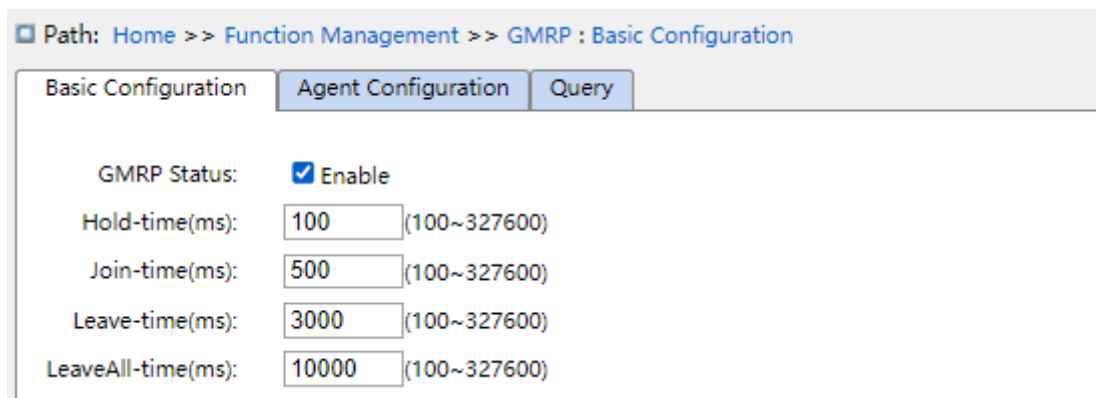 Path: Home >> Function Management >> GMRP : Basic Configuration
Basic Configuration Agent Configuration Query
GMRP Status: Enable
Hold-time(ms): 100 (100~327600)
Join-time(ms): 500 (100~327600)
Leave-time(ms): 3000 (100~327600)
LeaveAll-time(ms): 10000 (100~327600)